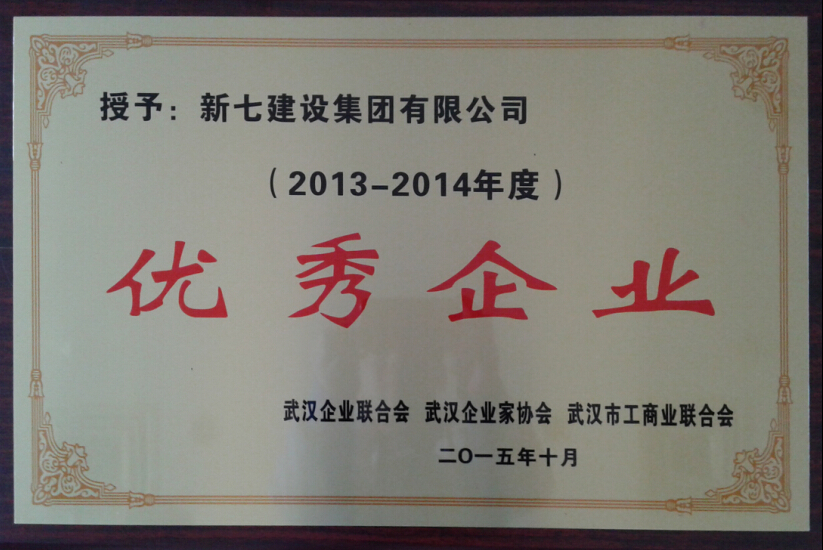 授予：新七建设集团有限公司
（2013-2014年度）
优秀企业
武汉企业联合会 武汉企业家协会 武汉市工商业联合会
二〇一五年十月